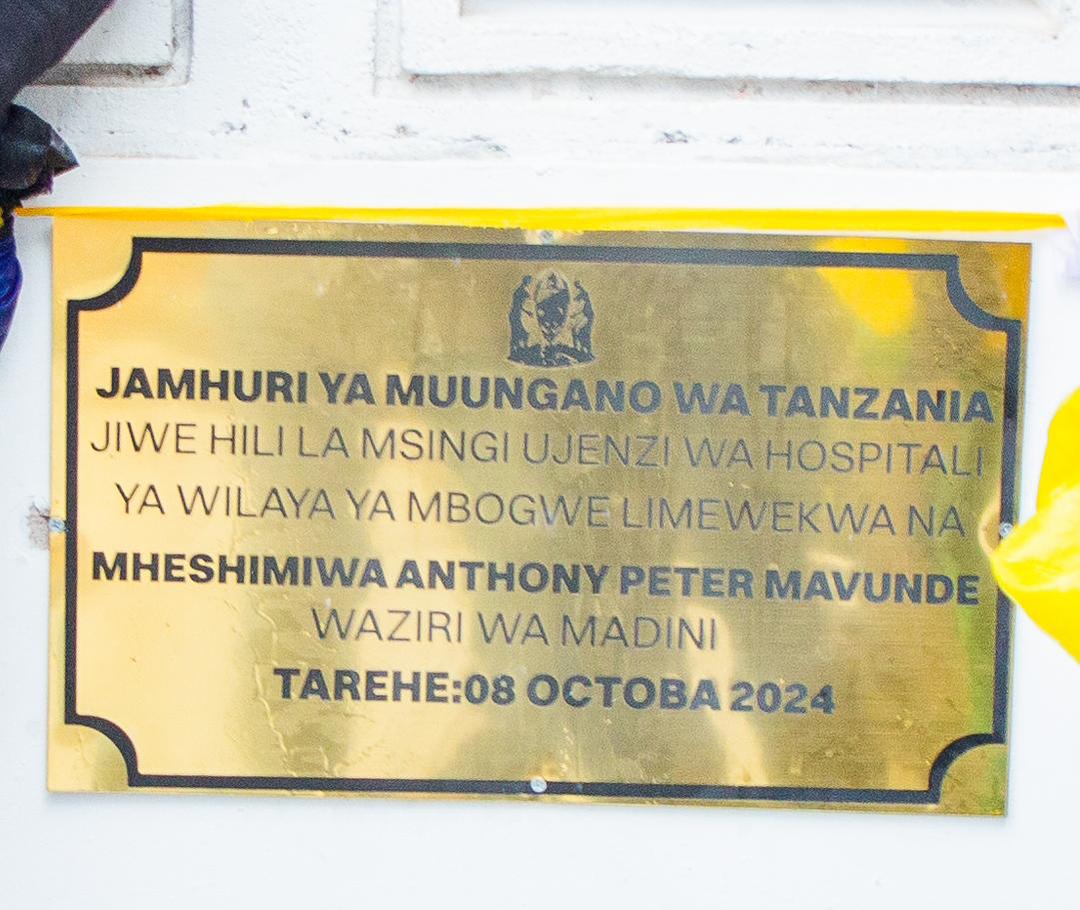 JAMHURI YA MUUNGANO WA TANZANIA
JIWE HILI LA MSINGI UJENZI WA HOSPITALI
YA WILAYA YA MBOGWE LIMEWEKWA NA
MHESHIMIWA ANTHONY PETER MAVUNDE
WAZIRI WA MADINI
TAREHE:08 OCTOBA 2024